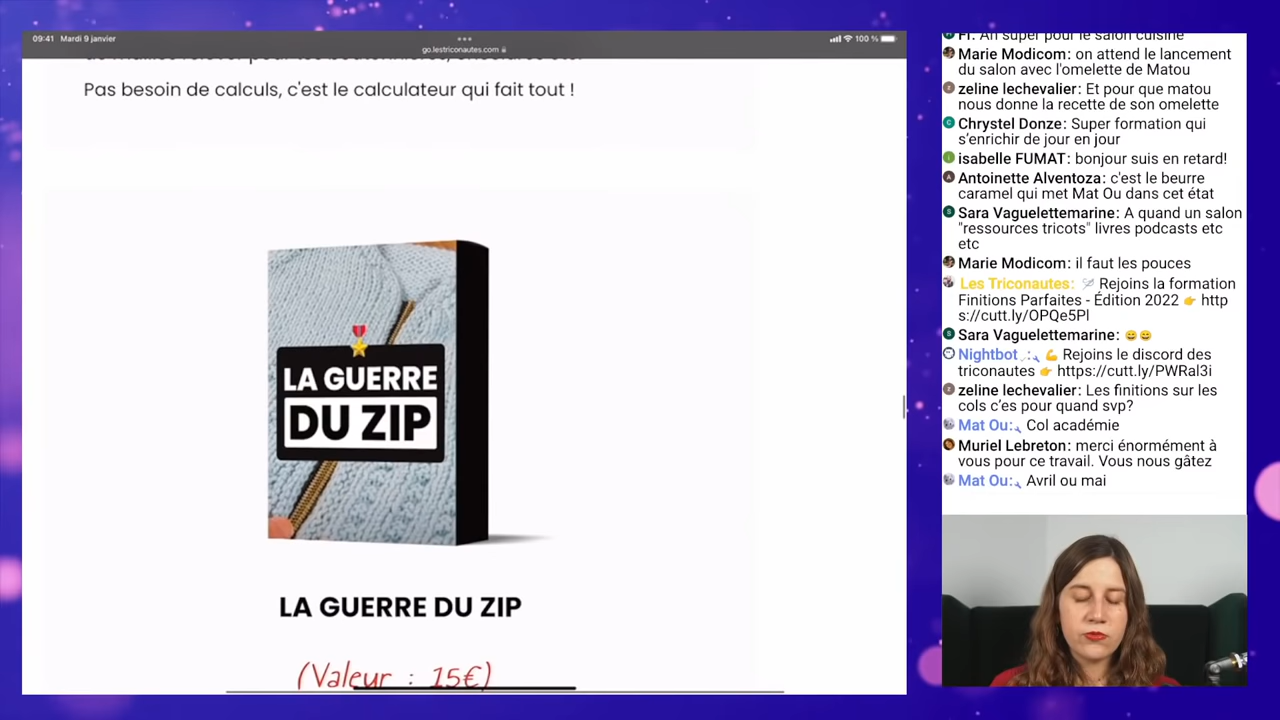 09:41 Mardi 9 janvier
100 %
go.lestriconautes.com
Pas besoin de calculs, c'est le calculateur qui fait tout !
LA GUERRE
DU ZIP
LA GUERRE DU ZIP
(Valeur : 15€)
Super pour le salon cuisine
Marie Modicom: on attend le lancement
du salon avec l'omelette de Matou
zeline lechevalier: Et pour que matou
nous donne la recette de son omelette
Chrystel Donze: Super formation qui
s'enrichir de jour en jour
isabelle FUMAT: bonjour suis en retard!
Antoinette Alventoza: c'est le beurre
caramel qui met Mat Ou dans cet état
Sara Vaguelettemarine: A quand un salon
"ressources tricots" livres podcasts etc
etc
Marie Modicom: il faut les pouces
Les Triconautes: Rejoins la formation
Finitions Parfaites - Édition 2022 👉 http
s://cutt.ly/OPQe5Pl
Sara Vaguelettemarine: 😄😄
Nightbot: 💪 Rejoins le discord des
triconautes 👉 https://cutt.ly/PWRal3i
zeline lechevalier: Les finitions sur les
cols c'es pour quand svp?
Mat Ou: Col académie
Muriel Lebreton: merci énormément à
vous pour ce travail. Vous nous gâtez
Mat Ou: Avril ou mai